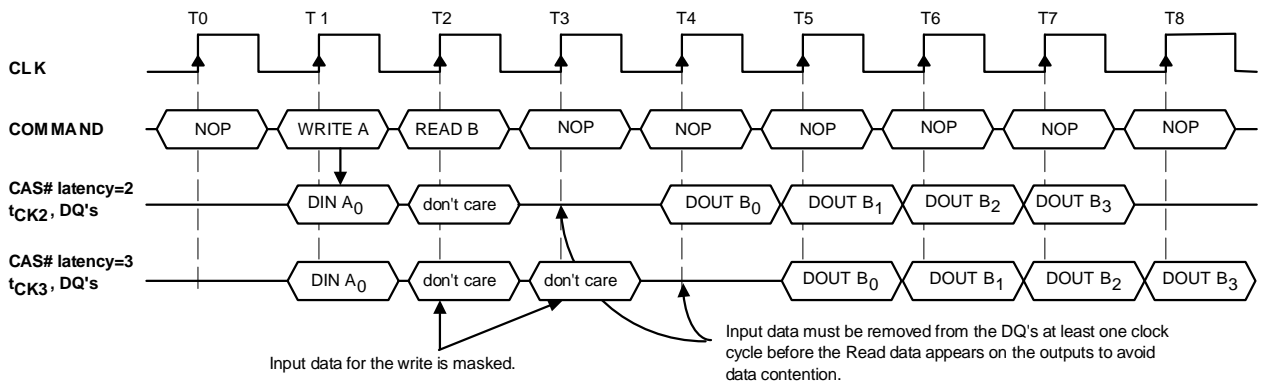 T0 T 1 T2 T3 T4 T5 T6 T7 T8
CLK
COMMAND NOP WRITE A READ B NOP NOP NOP NOP NOP NOP
CAS# latency=2
tCK2, DQ's DIN A0 don't care DOUT B0 DOUT B1 DOUT B2 DOUT B3
CAS# latency=3
tCK3, DQ's DIN A0 don't care don't care DOUT B0 DOUT B1 DOUT B2 DOUT B3
Input data for the write is masked.
Input data must be removed from the DQ's at least one clock
cycle before the Read data appears on the outputs to avoid
data contention.